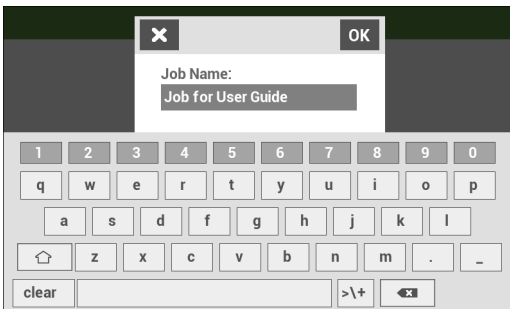 OK
Job Name:
Job for User Guide
1 2 3 4 5 6 7 8 9 0
q w e r t y u i o p
a s d f g h j k l
z x c v b n m . _
clear >\+